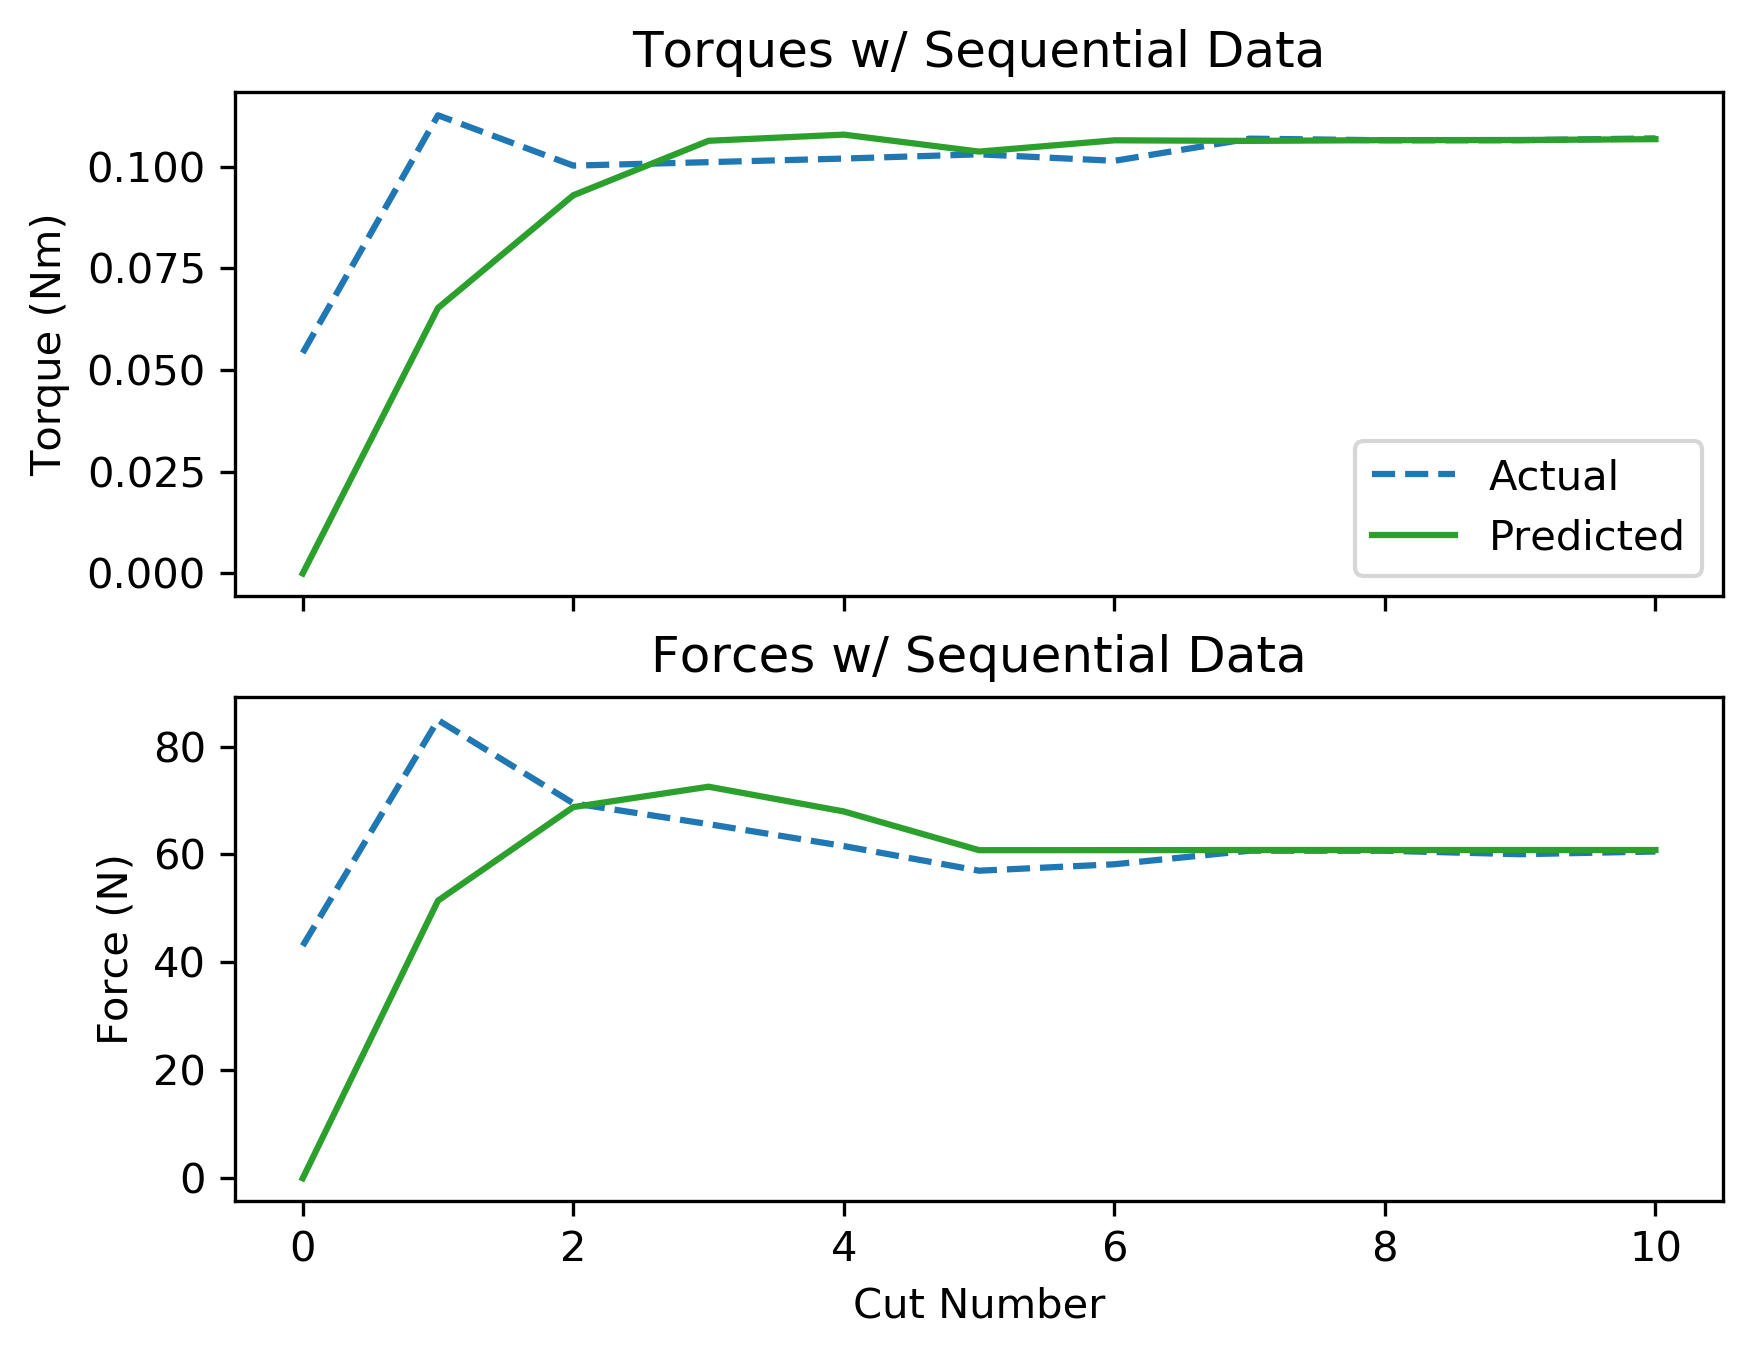 Torques w/ Sequential Data
0.100
0.075
0.050
0.025
0.000
Torque (Nm)
Actual
Predicted
Forces w/ Sequential Data
80
60
40
20
0
Force (N)
0 2 4 6 8 10
Cut Number